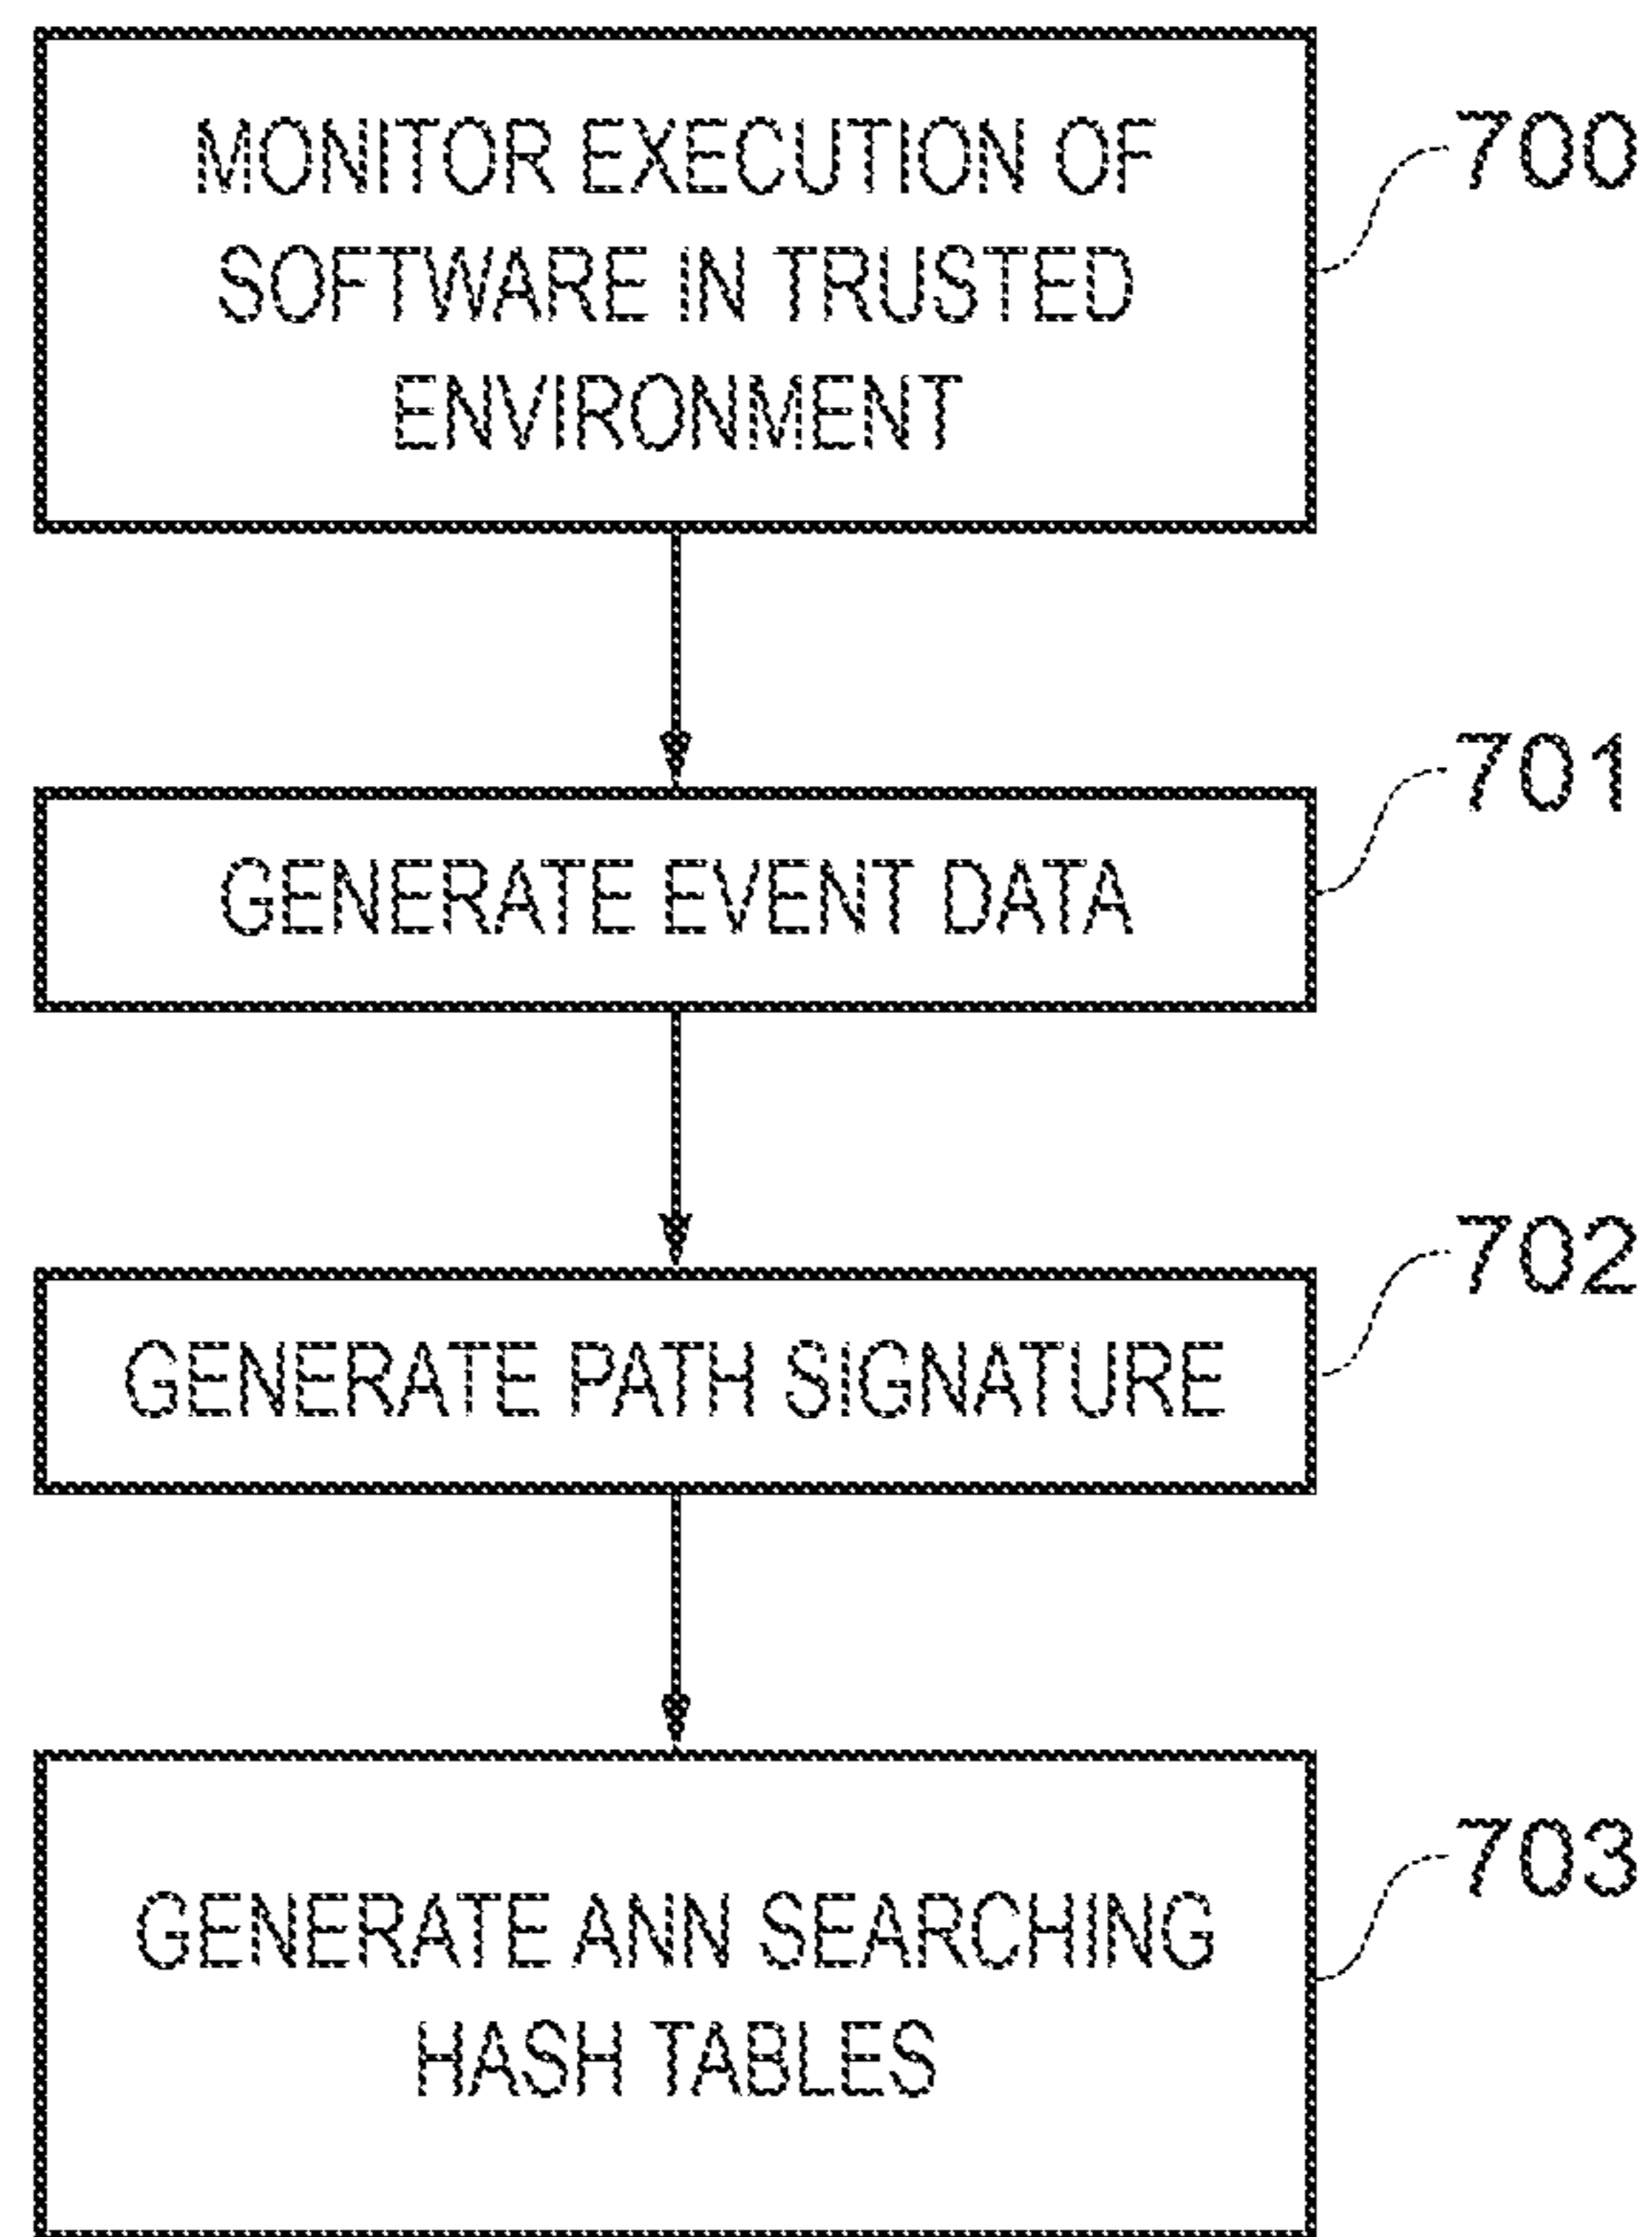 MONITOR EXECUTION OF
SOFTWARE IN TRUSTED
ENVIRONMENT
700
GENERATE EVENT DATA
701
GENERATE PATH SIGNATURE
702
GENERATE ANN SEARCHING
HASH TABLES
703